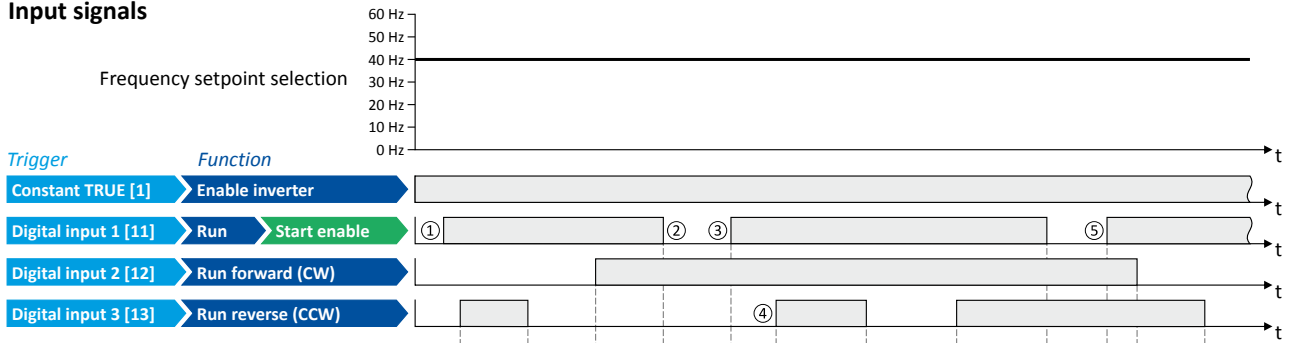 Input signals
60 Hz
50 Hz
40 Hz
Frequency setpoint selection
30 Hz
20 Hz
10 Hz
0 Hz
t
Trigger Function
Constant TRUE [1] Enable inverter
t
Digital input 1 [11] Run Start enable ① ② ③ ⑤
t
Digital input 2 [12] Run forward (CW)
t
Digital input 3 [13] Run reverse (CCW) ④
t